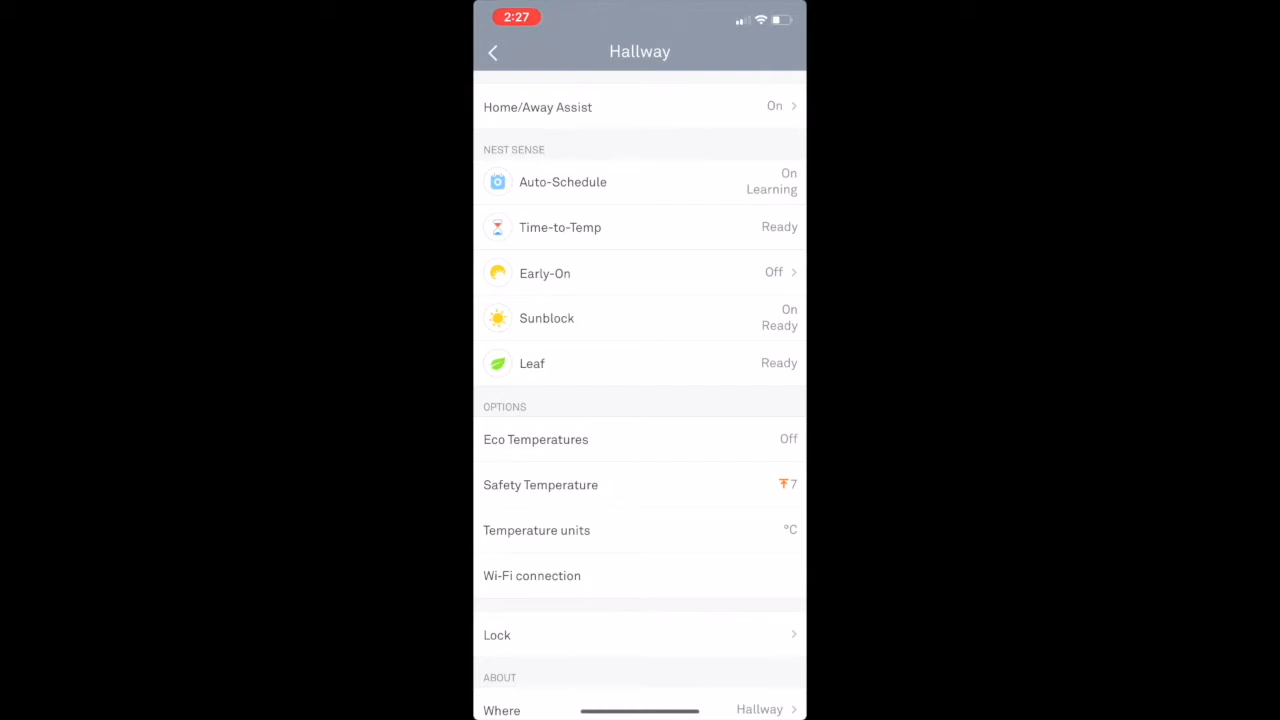 2:27
Hallway
Home/Away Assist On
NEST SENSE
Auto-Schedule On Learning
Time-to-Temp Ready
Early-On Off
Sunblock On Ready
Leaf Ready
OPTIONS
Eco Temperatures Off
Safety Temperature 7
Temperature units °C
Wi-Fi connection
Lock
ABOUT
Where Hallway